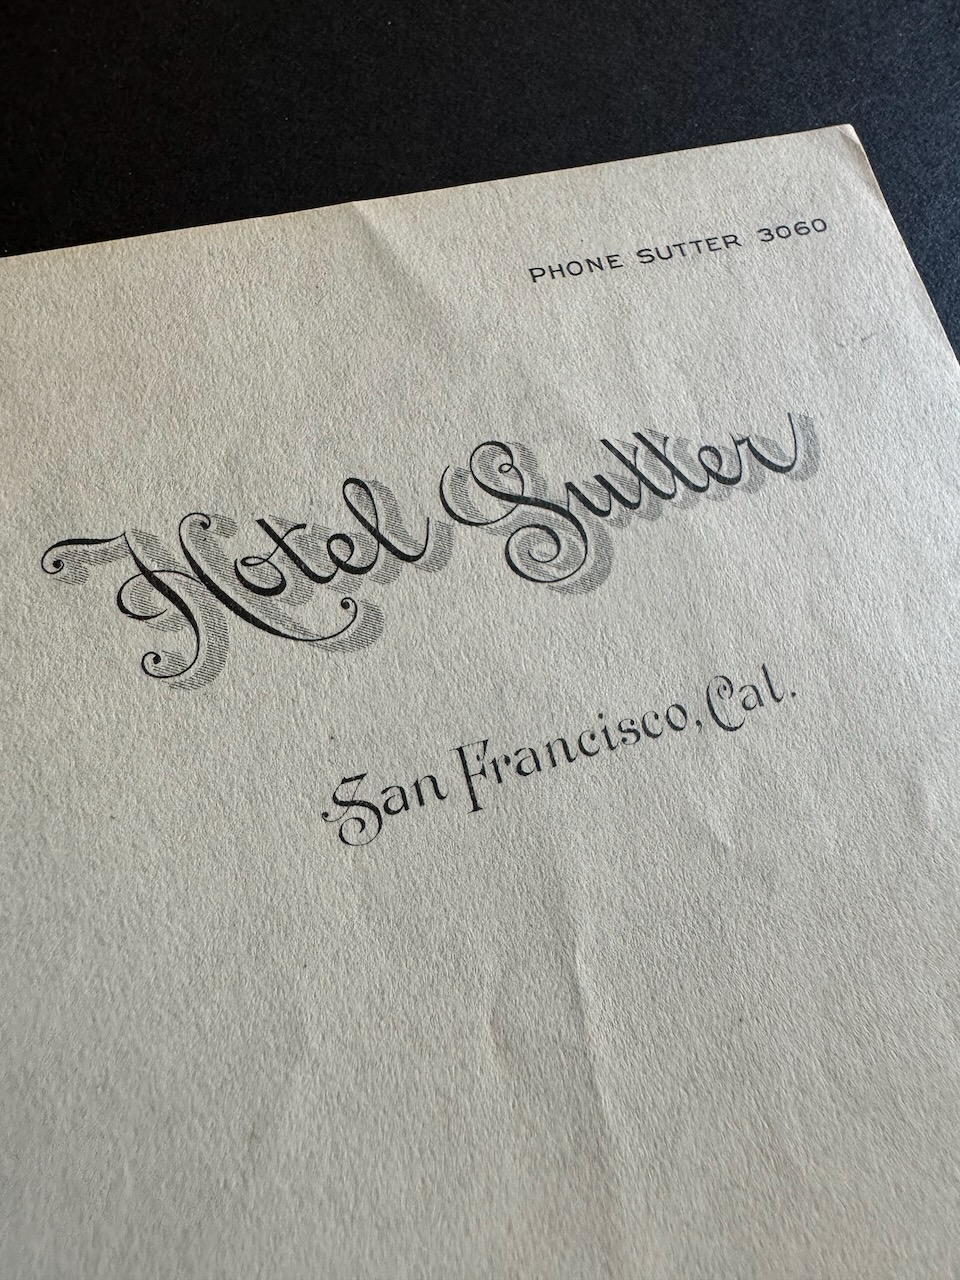 PHONE SUTTER 3060
Hotel Sutter
San Francisco, Cal.